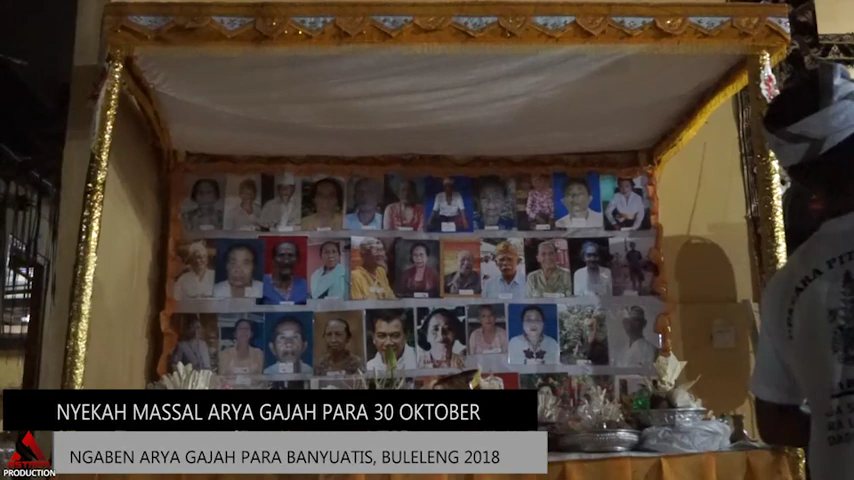 NYEKAH MASSAL ARYA GAJAH PARA 30 OKTOBER
NGABEN ARYA GAJAH PARA BANYUATIS, BULELENG 2018
PRODUCTION